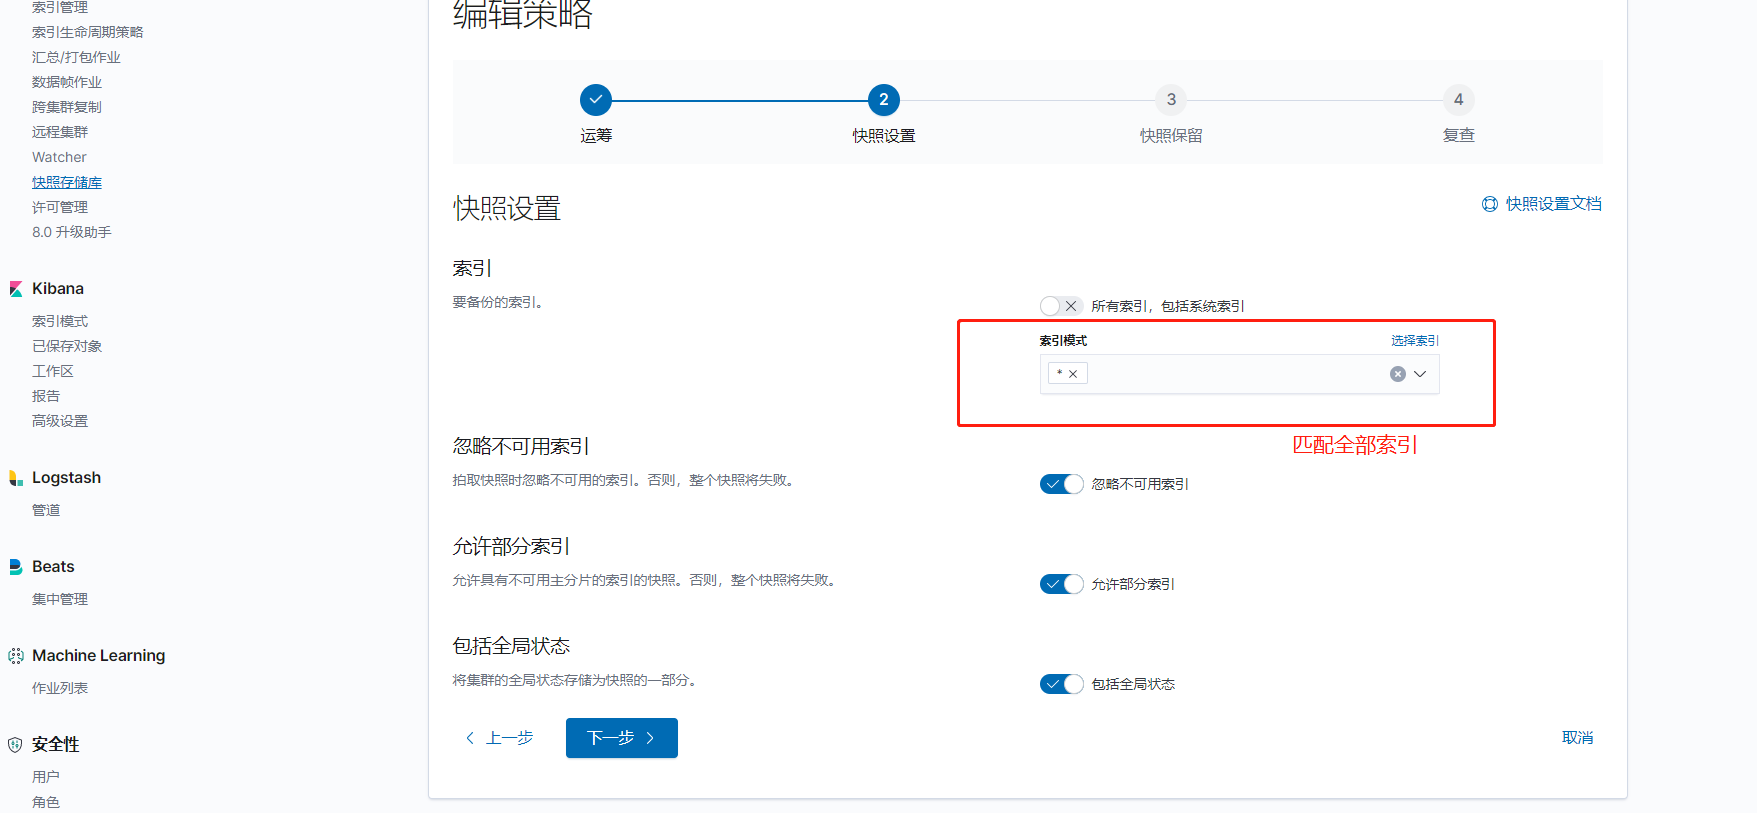 索引管理
索引生命周期策略
汇总/打包作业
数据帧作业
跨集群复制
远程集群
Watcher
快照存储库
许可管理
8.0 升级助手
Kibana
索引模式
已保存对象
工作区
报告
高级设置
Logstash
管道
Beats
集中管理
Machine Learning
作业列表
安全性
用户
角色
编辑策略
运筹
2
快照设置
3
快照保留
4
复查
快照设置
快照设置文档
索引
要备份的索引。
所有索引，包括系统索引
索引模式
选择索引
*
匹配全部索引
忽略不可用索引
拍取快照时忽略不可用的索引。否则，整个快照将失败。
忽略不可用索引
允许部分索引
允许具有不可用主分片的索引的快照。否则，整个快照将失败。
允许部分索引
包括全局状态
将集群的全局状态存储为快照的一部分。
包括全局状态
上一步
下一步
取消